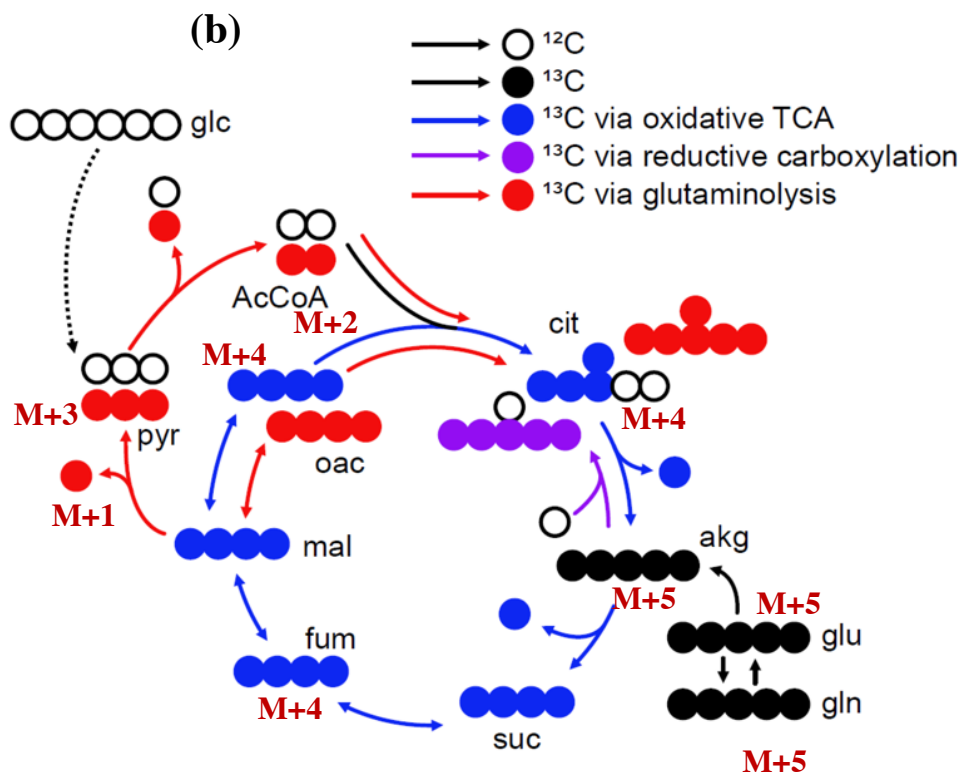 (b)
¹²C
¹³C
¹³C via oxidative TCA
¹³C via reductive carboxylation
¹³C via glutaminolysis
glc
AcCoA
M+2
cit
M+4
M+4
M+3
pyr
oac
M+1
mal
akg
M+5
M+5
glu
fum
M+4
gln
suc
M+5